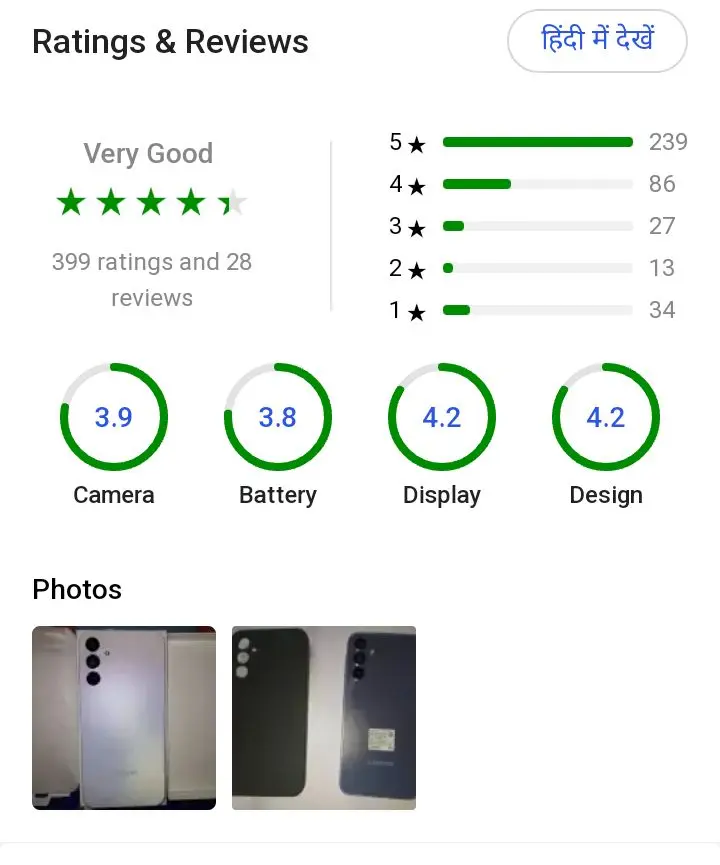 Ratings & Reviews
हिंदी में देखें
Very Good
399 ratings and 28
reviews
5 ★ 239
4 ★ 86
3 ★ 27
2 ★ 13
1 ★ 34
3.9
3.8
4.2
4.2
Camera
Battery
Display
Design
Photos